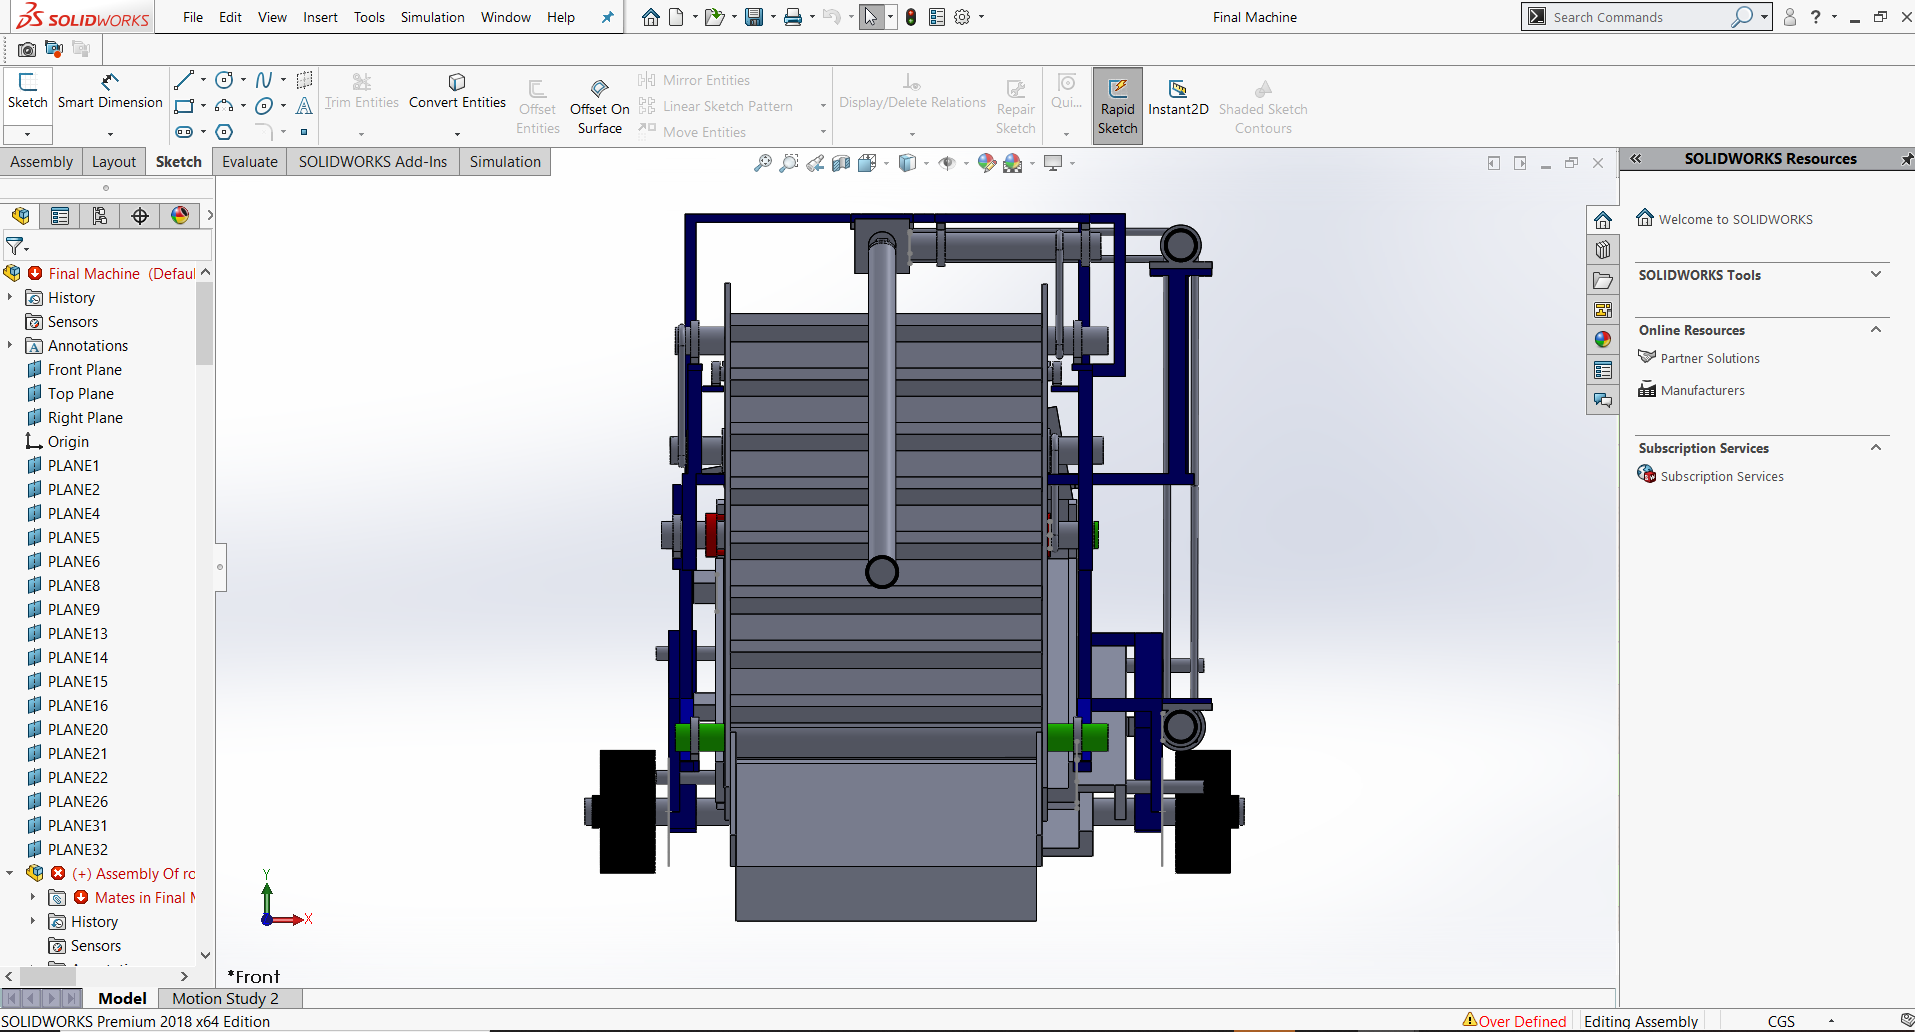 SOLIDWORKS
File Edit View Insert Tools Simulation Window Help
Final Machine
Search Commands
Sketch
Smart Dimension
Trim Entities
Convert Entities
Offset Entities
Offset On Surface
Mirror Entities
Linear Sketch Pattern
Move Entities
Display/Delete Relations
Repair Sketch
Qui...
Rapid Sketch
Instant2D
Shaded Sketch Contours
Assembly Layout Sketch Evaluate SOLIDWORKS Add-Ins Simulation
Final Machine (Defaul
History
Sensors
Annotations
Front Plane
Top Plane
Right Plane
Origin
PLANE1
PLANE2
PLANE4
PLANE5
PLANE6
PLANE8
PLANE9
PLANE13
PLANE14
PLANE15
PLANE16
PLANE20
PLANE21
PLANE22
PLANE26
PLANE31
PLANE32
(+) Assembly Of ro
Mates in Final M
History
Sensors
Y
X
*Front
SOLIDWORKS Resources
Welcome to SOLIDWORKS
SOLIDWORKS Tools
Online Resources
Partner Solutions
Manufacturers
Subscription Services
Subscription Services
Model Motion Study 2
SOLIDWORKS Premium 2018 x64 Edition
Over Defined Editing Assembly CGS